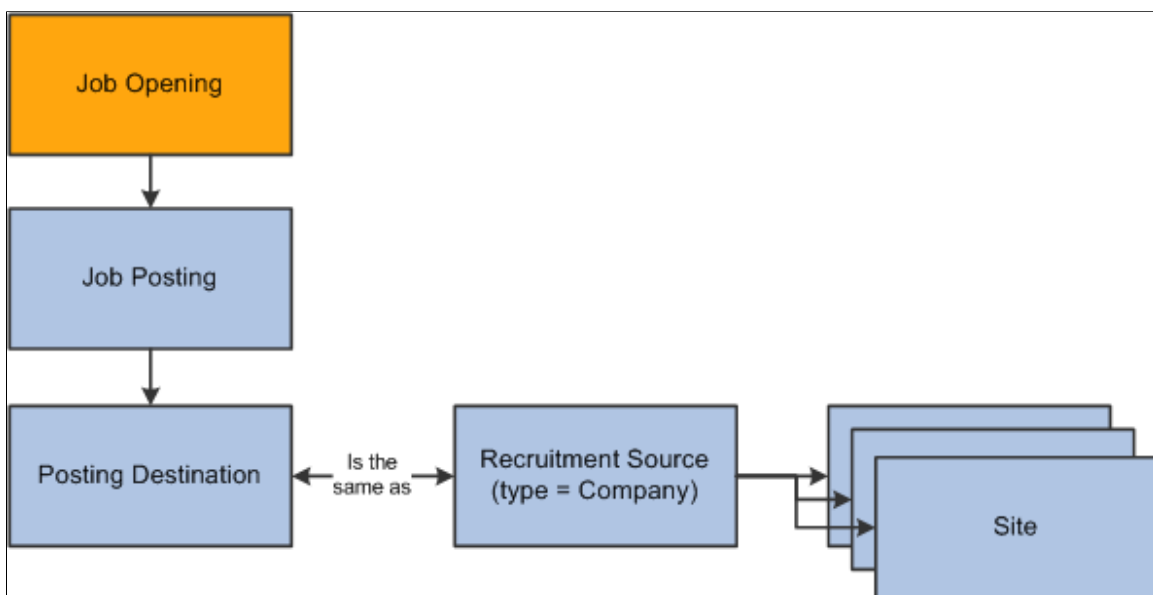 Job Opening
Job Posting
Posting Destination
Is the
same as
Recruitment Source
(type = Company)
Site